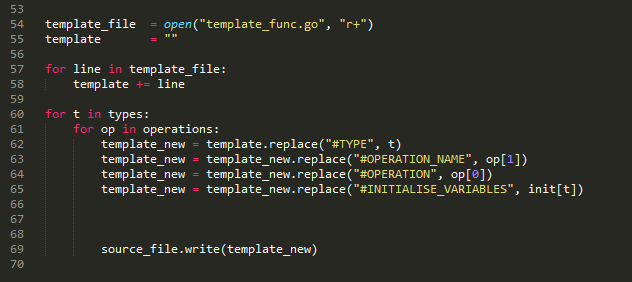 53
54 template_file  = open("template_func.go", "r+")
55 template       = ""
56
57 for line in template_file:
58     template += line
59
60 for t in types:
61     for op in operations:
62         template_new = template.replace("#TYPE", t)
63         template_new = template_new.replace("#OPERATION_NAME", op[1])
64         template_new = template_new.replace("#OPERATION", op[0])
65         template_new = template_new.replace("#INITIALISE_VARIABLES", init[t])
66
67
68
69         source_file.write(template_new)
70